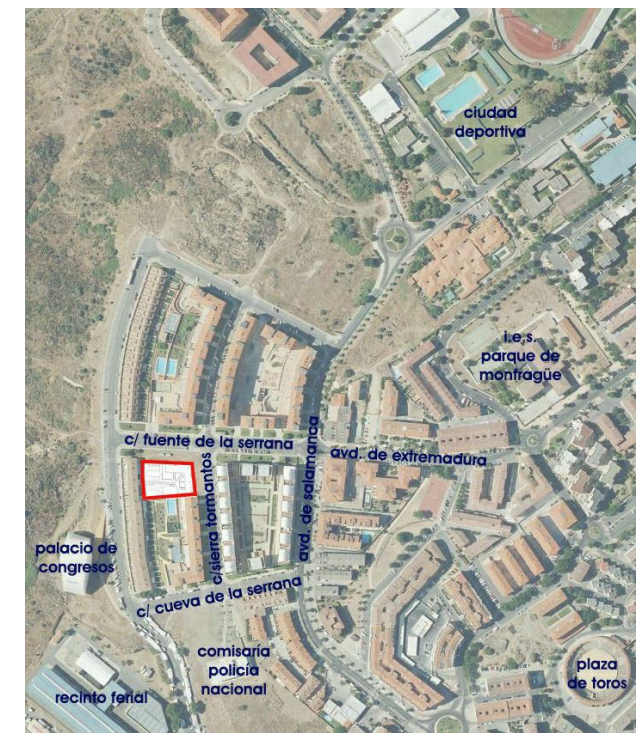 ciudad
deportiva
i.e.s.
parque de
monfragüe
c/ fuente de la serrana
avd. de extremadura
avd. de salamanca
c/sierra tormantos
palacio de
congresos
c/ cueva de la serrana
comisaría
policía
nacional
recinto ferial
plaza
de toros